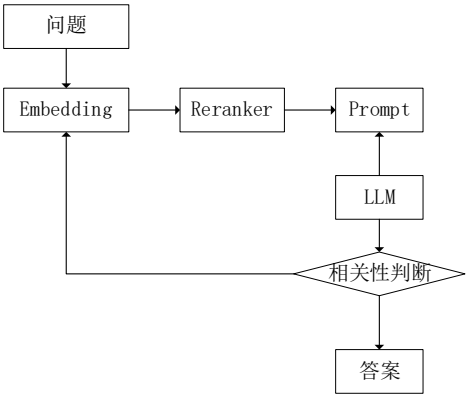 问题
Embedding
Reranker
Prompt
LLM
相关性判断
答案